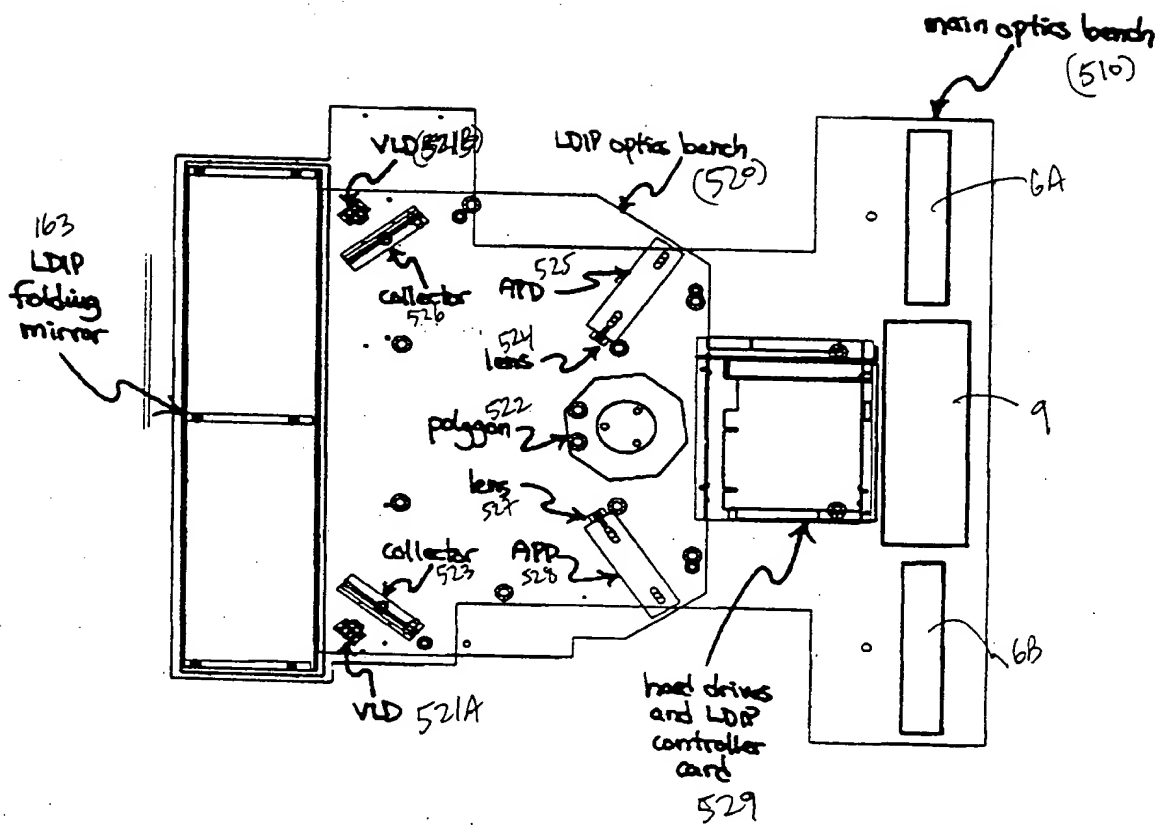 main optics bench
(510)
VLD (521B)
LDIP optics bench
(520)
6A
163
LDIP
folding
mirror
collector
526
525
APD
524
lens
522
polygon
9
lens
527
collector
523
APD
528
VLD 521A
6B
hard drives
and LDIP
controller
card
529